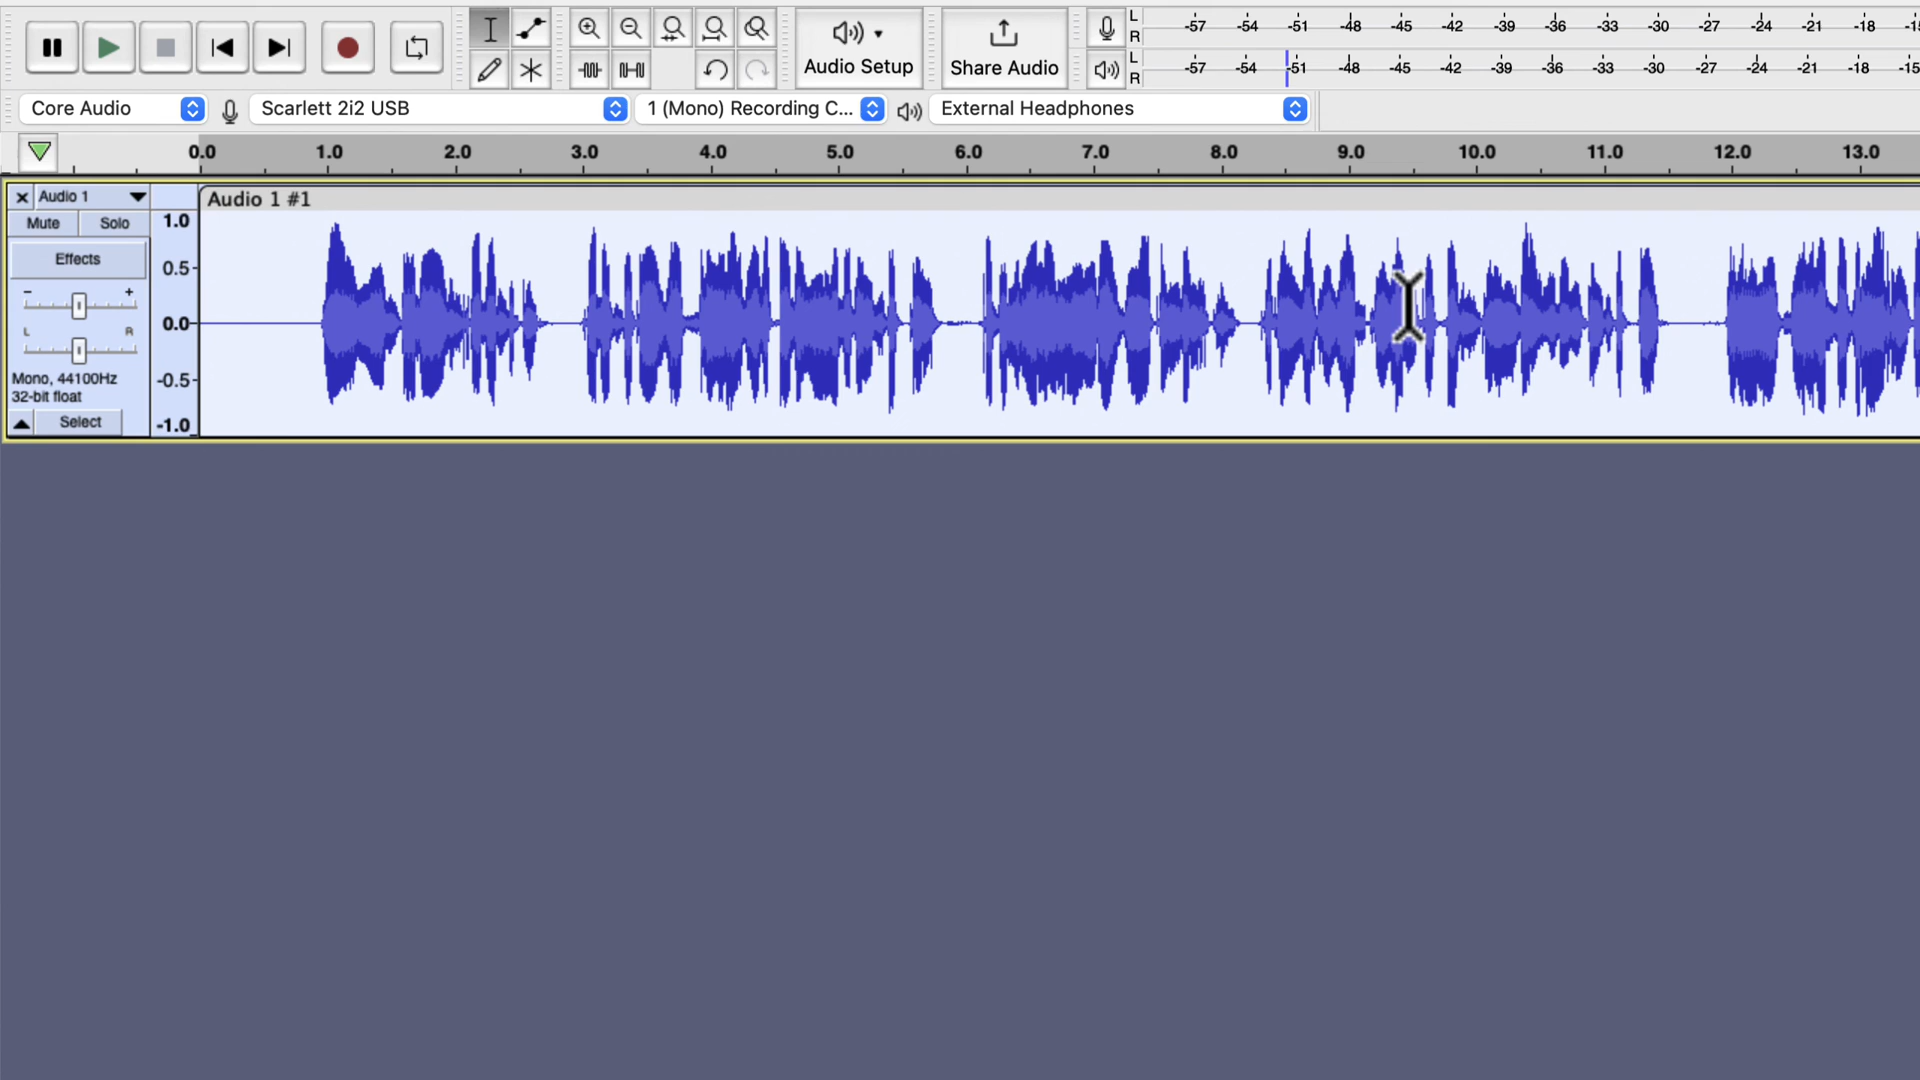 L
R
-57 -54 -51 -48 -45 -42 -39 -36 -33 -30 -27 -24 -21 -18
Audio Setup
Share Audio
L
R
-57 -54 -51 -48 -45 -42 -39 -36 -33 -30 -27 -24 -21 -18 -15
Core Audio
Scarlett 2i2 USB
1 (Mono) Recording C...
External Headphones
0.0 1.0 2.0 3.0 4.0 5.0 6.0 7.0 8.0 9.0 10.0 11.0 12.0 13.0
Audio 1
Audio 1 #1
Mute Solo
Effects
- +
L R
Mono, 44100Hz
32-bit float
Select
1.0
0.5
0.0
-0.5
-1.0